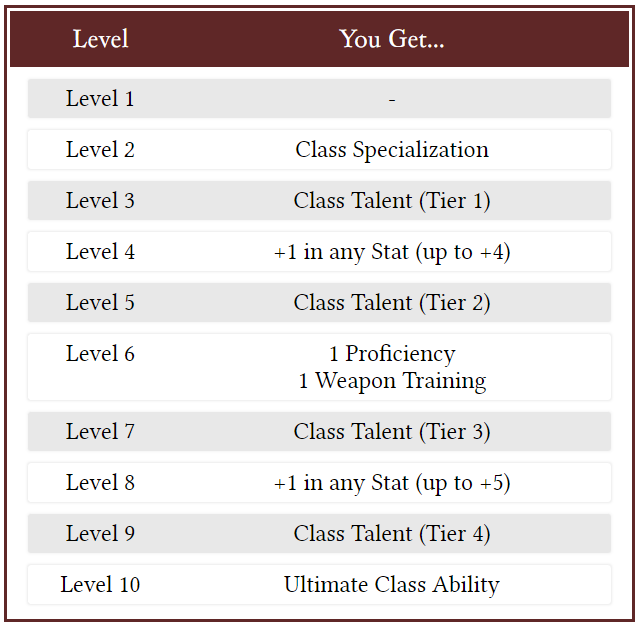 Level You Get...
Level 1 -
Level 2 Class Specialization
Level 3 Class Talent (Tier 1)
Level 4 +1 in any Stat (up to +4)
Level 5 Class Talent (Tier 2)
Level 6 1 Proficiency
1 Weapon Training
Level 7 Class Talent (Tier 3)
Level 8 +1 in any Stat (up to +5)
Level 9 Class Talent (Tier 4)
Level 10 Ultimate Class Ability